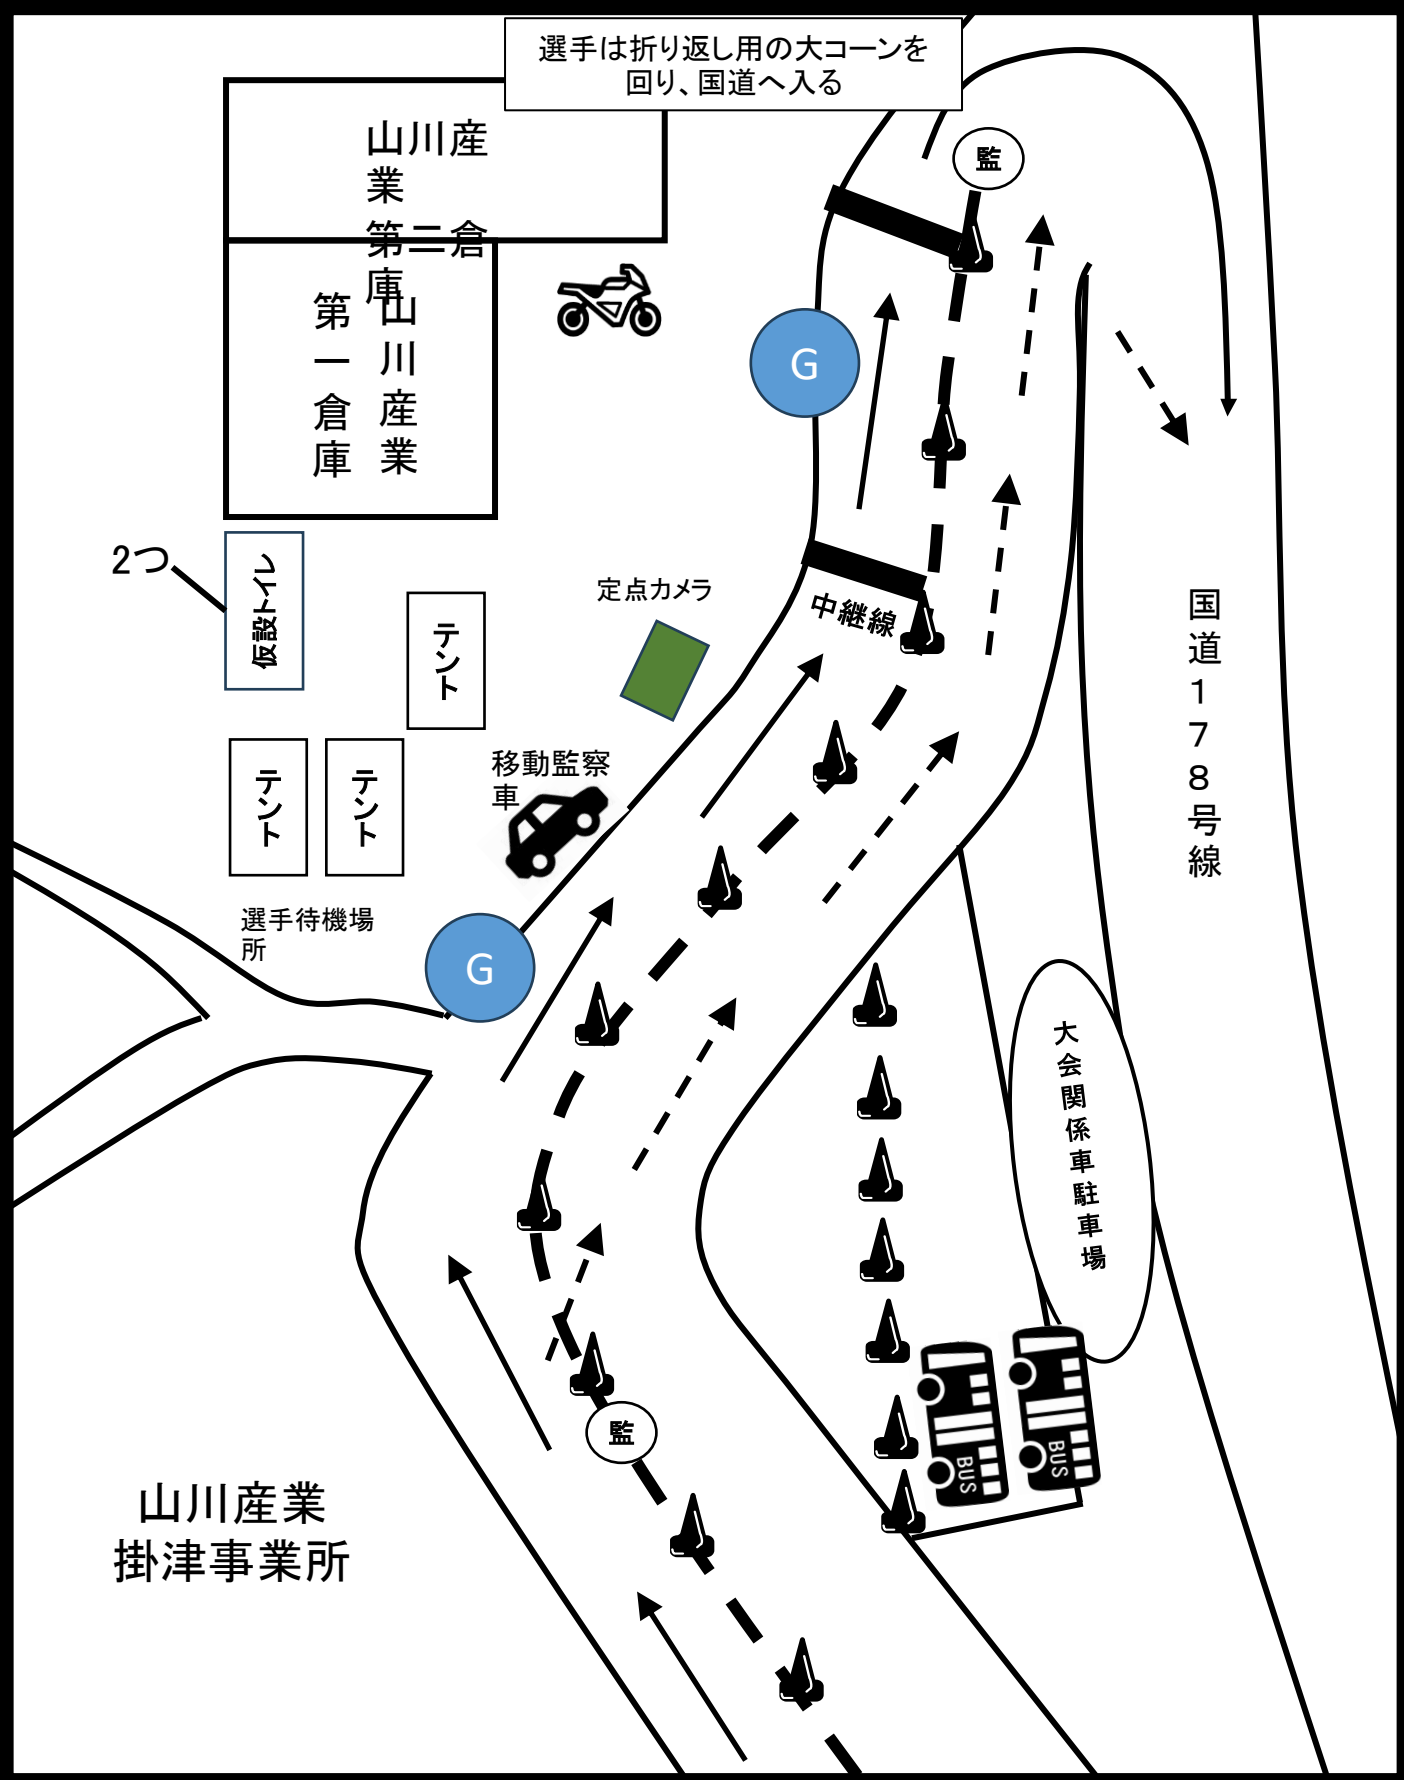 選手は折り返し用の大コーンを
回り、国道へ入る
監
山川産
業
第二倉
庫
山川産業
第一倉庫
G
2つ
仮設トイレ
テント
定点カメラ
中継線
国道178号線
移動監察
車
テント
テント
選手待機場
所
G
大会関係車駐車場
BUS
BUS
監
山川産業
掛津事業所